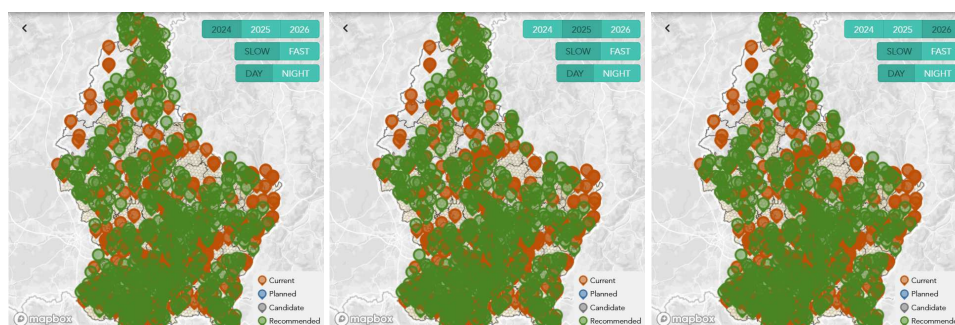 2024 2025 2026
SLOW FAST
DAY NIGHT
Current
Planned
Candidate
Recommended
mapbox
2024 2025 2026
SLOW FAST
DAY NIGHT
Current
Planned
Candidate
Recommended
mapbox
2024 2025 2026
SLOW FAST
DAY NIGHT
Current
Planned
Candidate
Recommended
mapbox